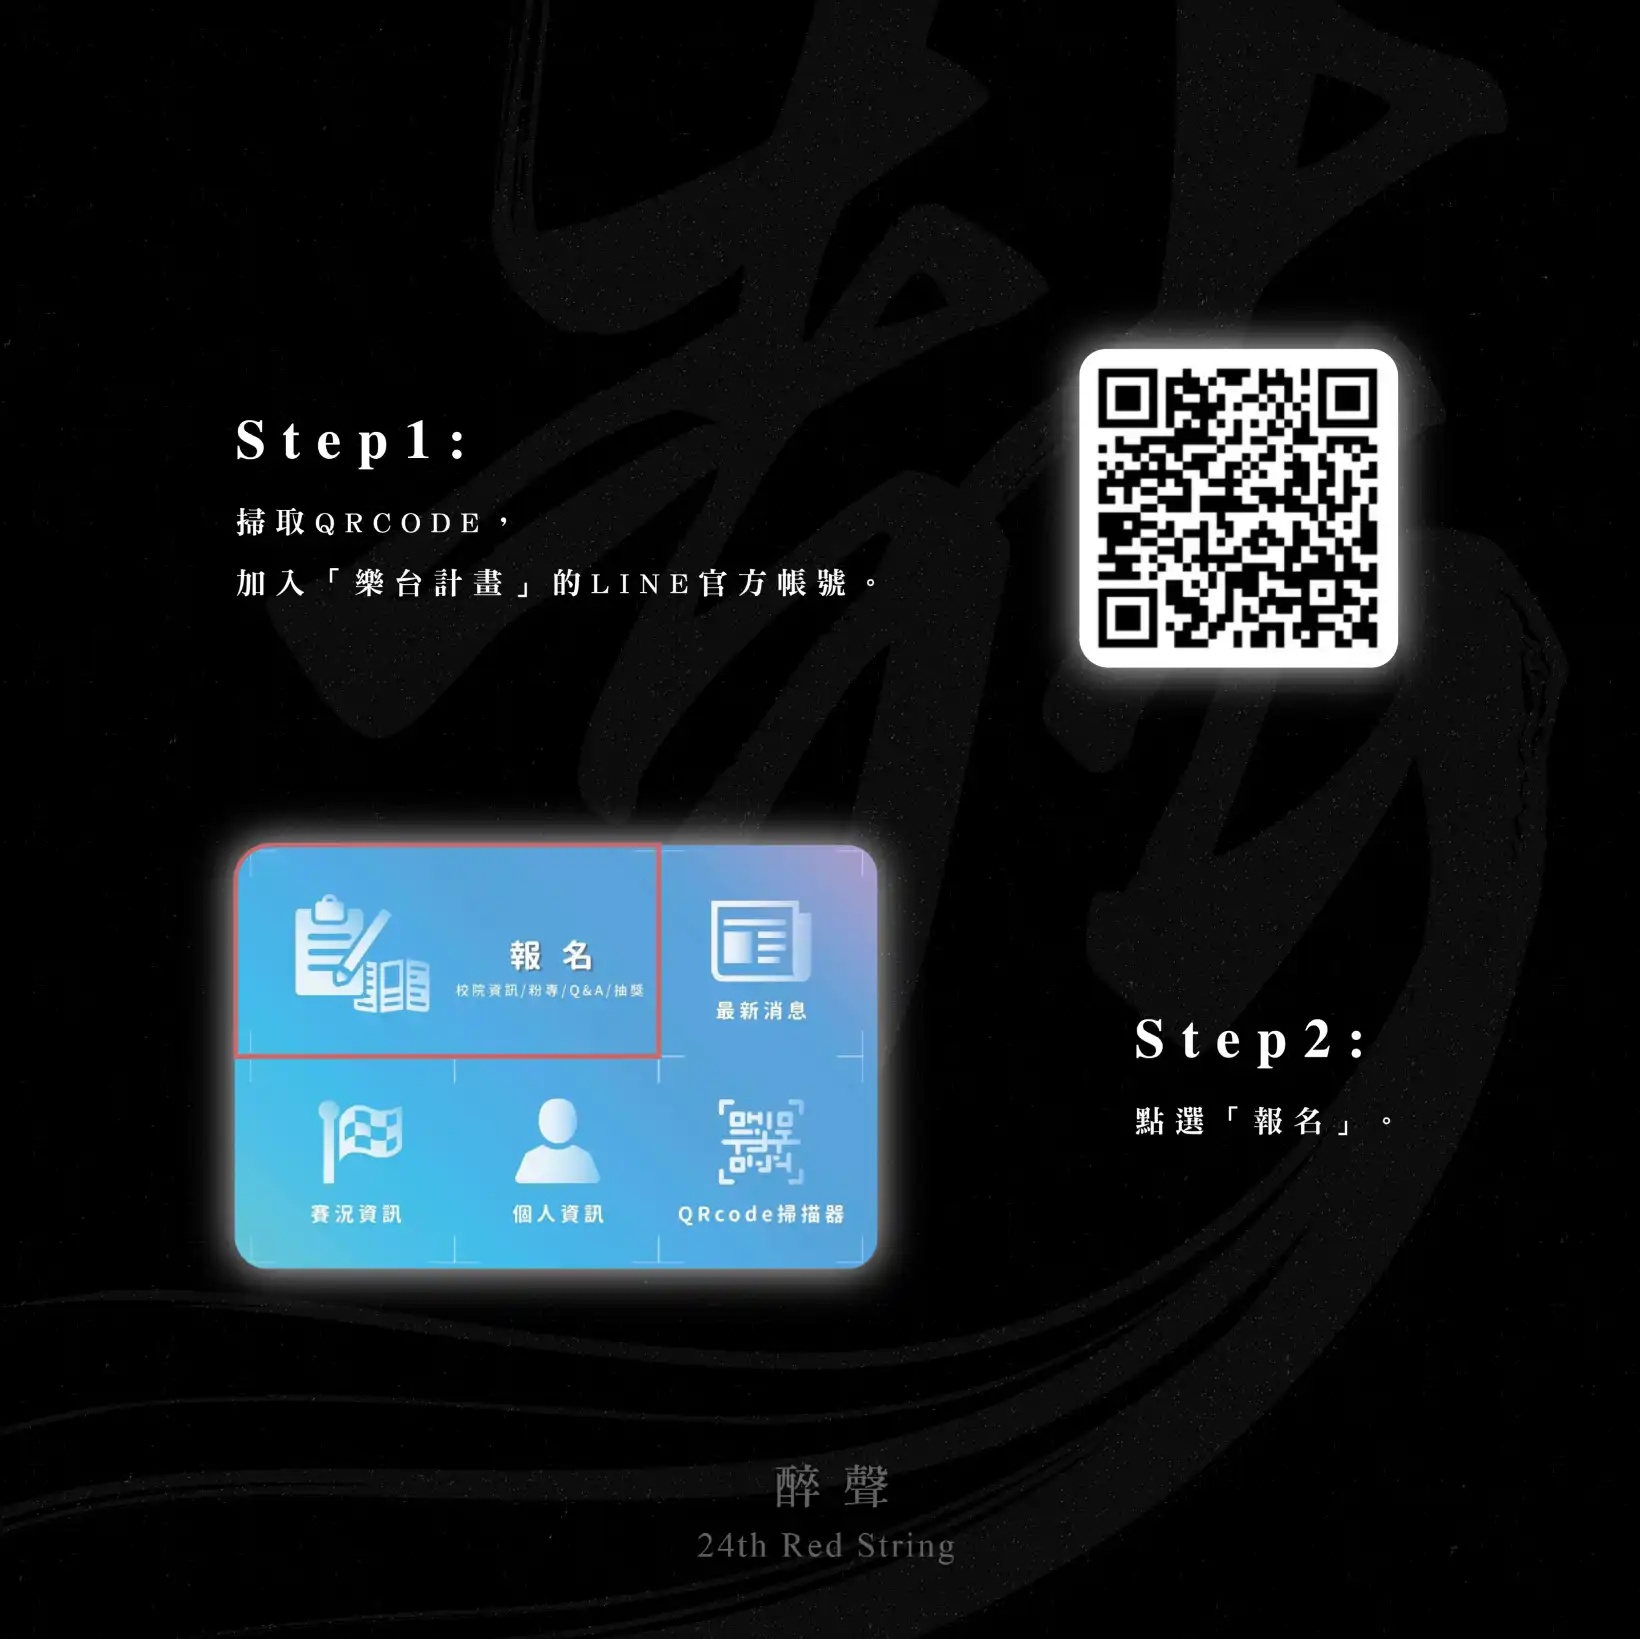 Step1:
掃取QRCODE，
加入「樂台計畫」的LINE官方帳號。
報名
校院資訊/粉專/Q&A/抽獎
最新消息
賽況資訊
個人資訊
QRcode掃描器
Step2:
點選「報名」。
醉聲
24th Red String